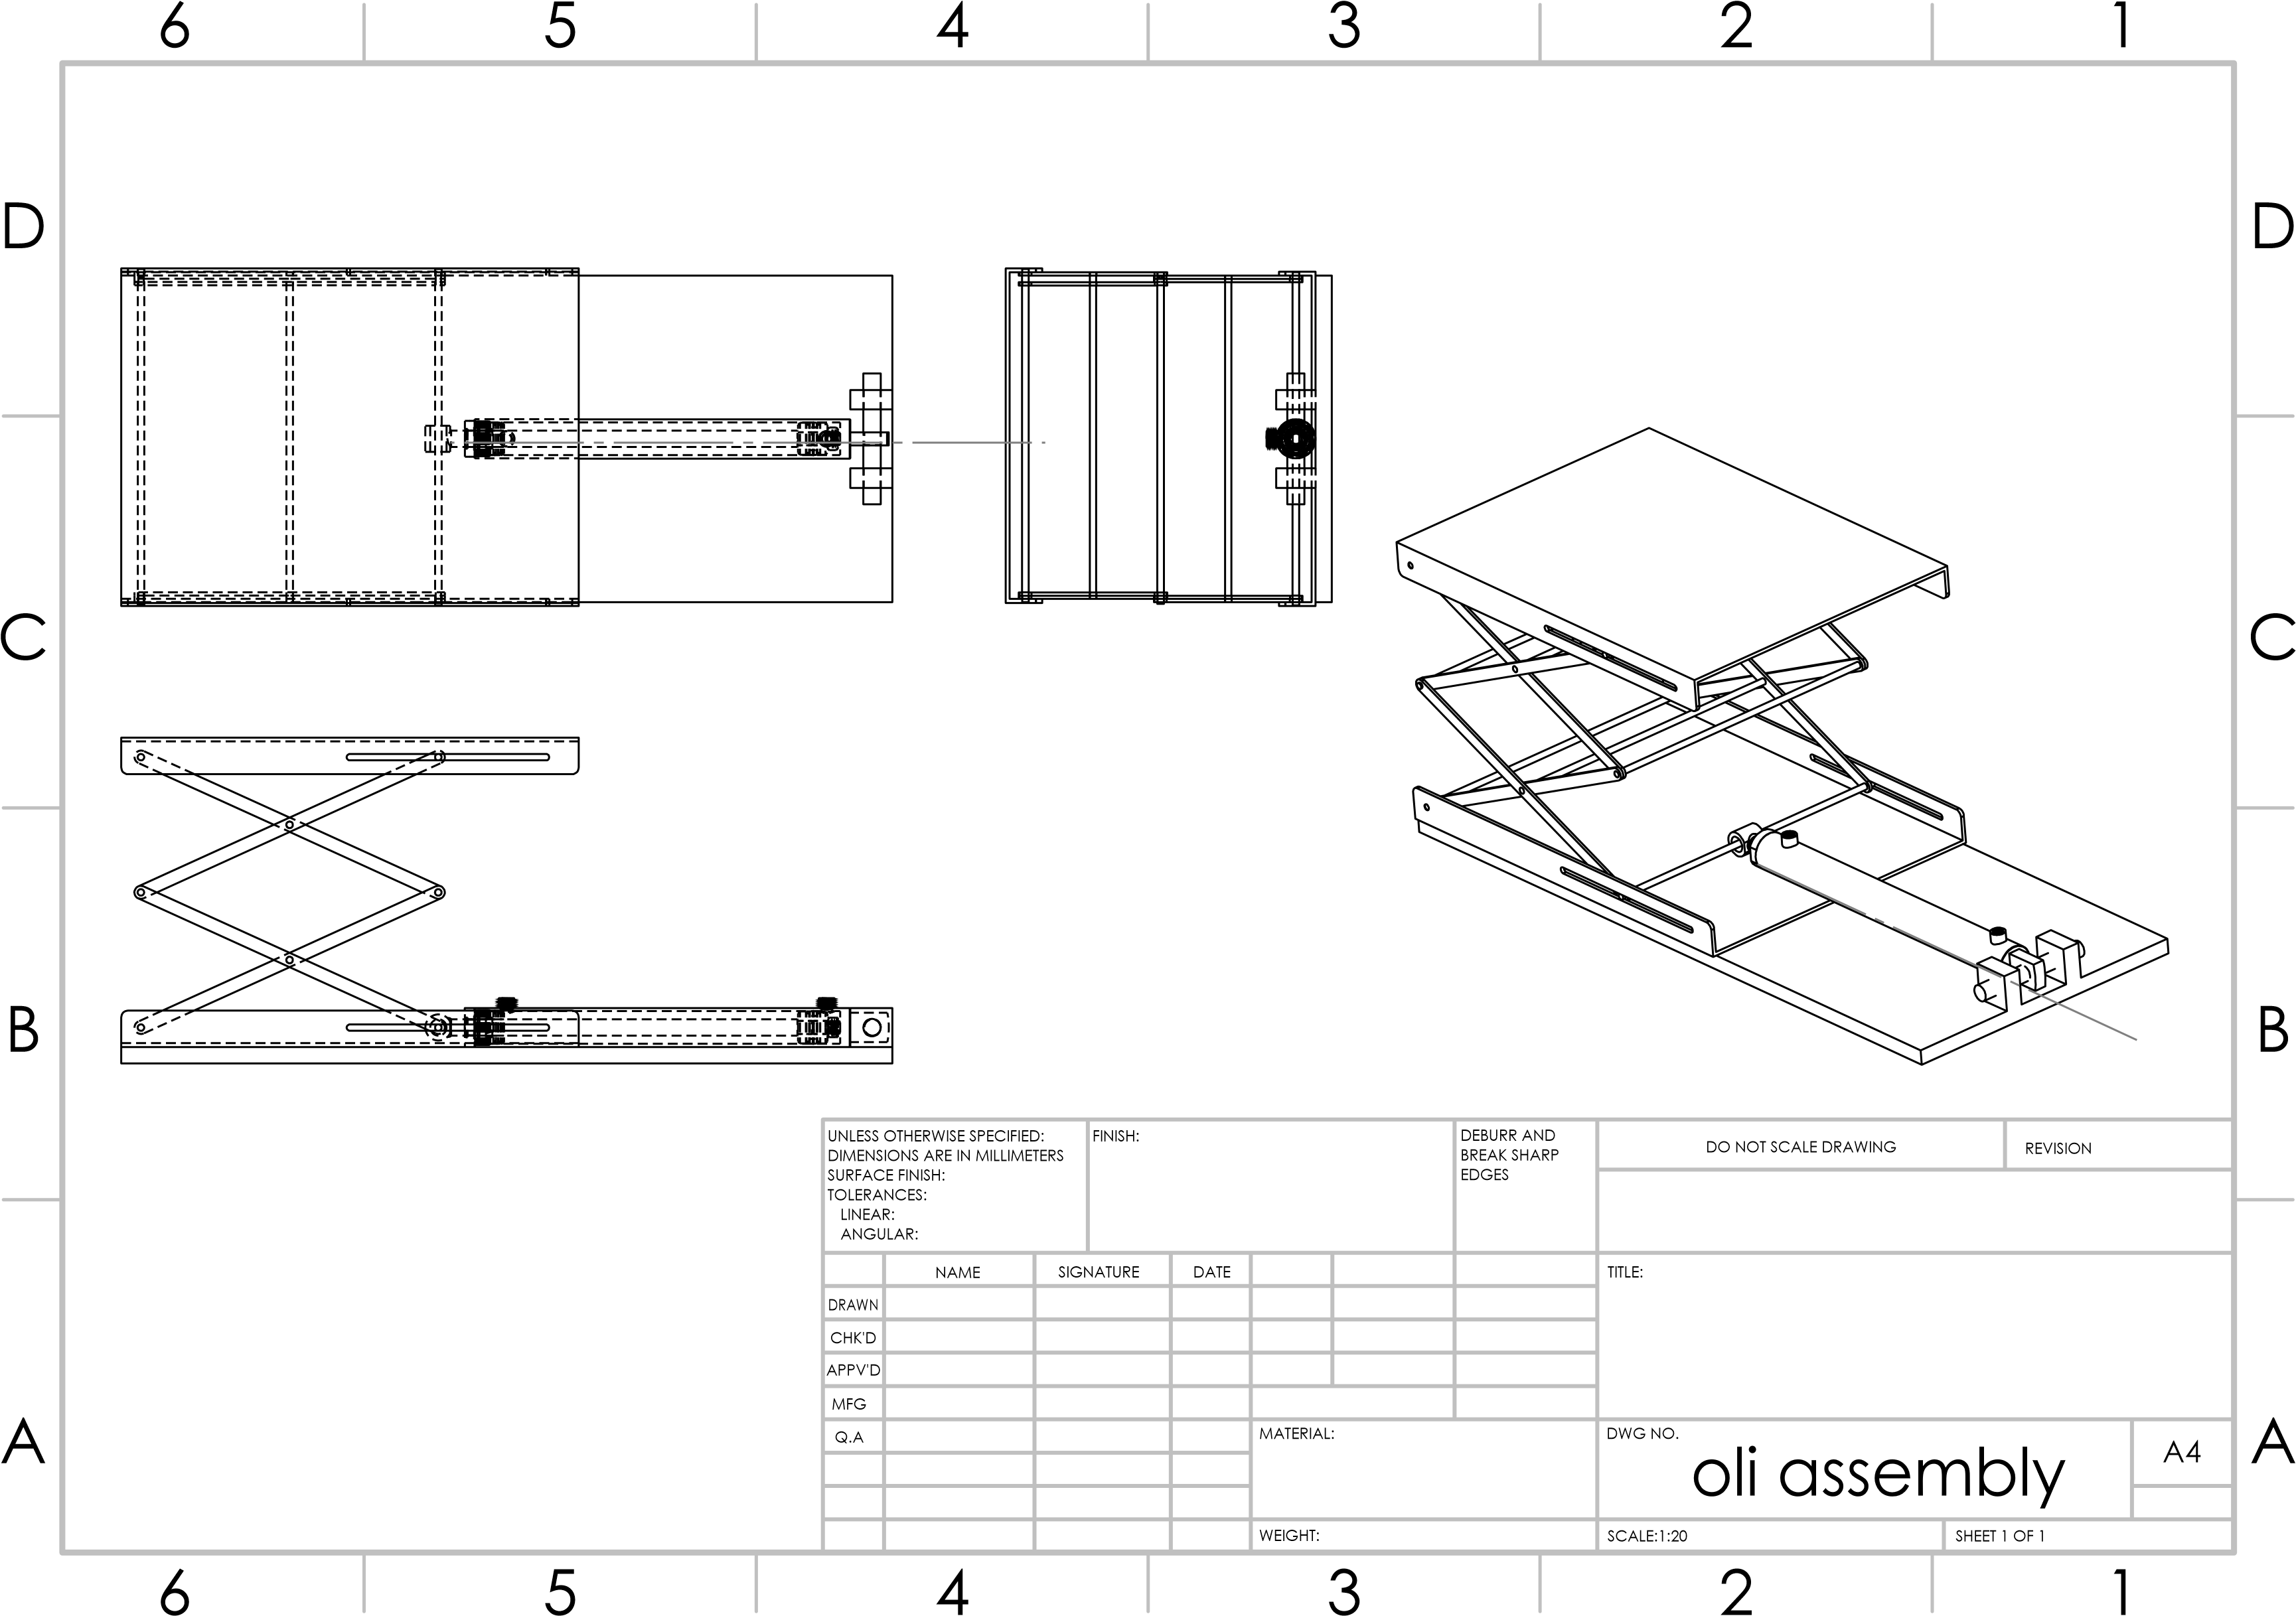 6 5 4 3 2 1
D D
C C
B B
UNLESS OTHERWISE SPECIFIED:
DIMENSIONS ARE IN MILLIMETERS
SURFACE FINISH:
TOLERANCES:
LINEAR:
ANGULAR:
FINISH:
DEBURR AND
BREAK SHARP
EDGES
DO NOT SCALE DRAWING
REVISION
NAME SIGNATURE DATE
DRAWN
CHK'D
APPV'D
MFG
Q.A
TITLE:
MATERIAL:
DWG NO.
oli assembly
A4
A A
WEIGHT:
SCALE:1:20
SHEET 1 OF 1
6 5 4 3 2 1